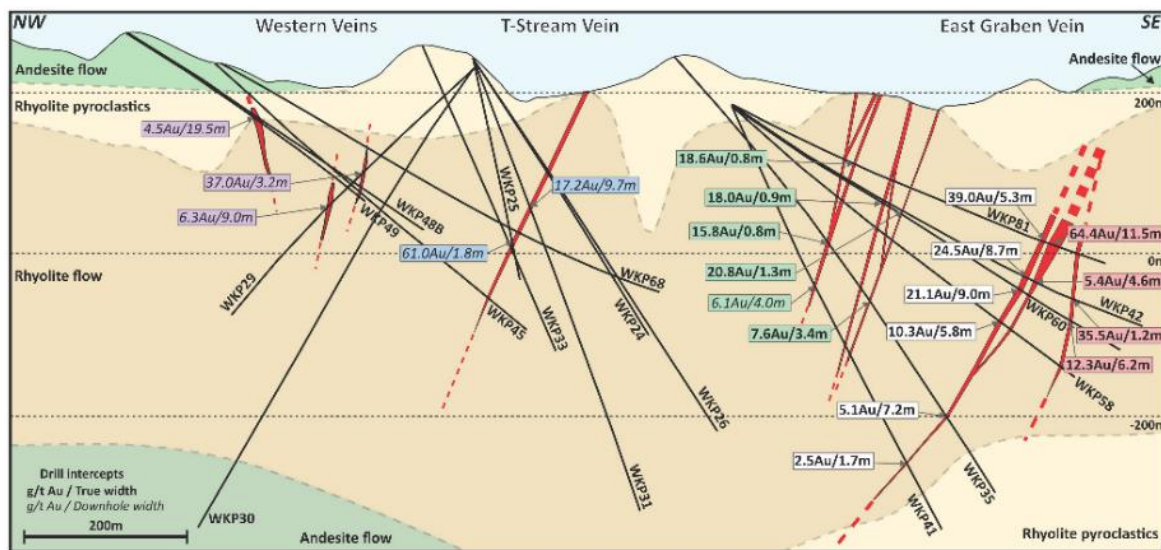 NW
Western Veins
T-Stream Vein
East Graben Vein
SE
Andesite flow
Andesite flow
Rhyolite pyroclastics
200m
4.5Au/19.5m
37.0Au/3.2m
6.3Au/9.0m
17.2Au/9.7m
61.0Au/1.8m
18.6Au/0.8m
18.0Au/0.9m
15.8Au/0.8m
20.8Au/1.3m
6.1Au/4.0m
7.6Au/3.4m
39.0Au/5.3m
24.5Au/8.7m
21.1Au/9.0m
10.3Au/5.8m
5.1Au/7.2m
2.5Au/1.7m
64.4Au/11.5m
0m
5.4Au/4.6m
35.5Au/1.2m
12.3Au/6.2m
Rhyolite flow
WKP29
WKP49
WKP48B
WKP45
WKP25
WKP33
WKP24
WKP68
WKP26
WKP31
WKP30
WKP81
WKP42
WKP60
WKP58
WKP35
WKP41
-200m
Drill intercepts
g/t Au / True width
g/t Au / Downhole width
200m
Andesite flow
Rhyolite pyroclastics